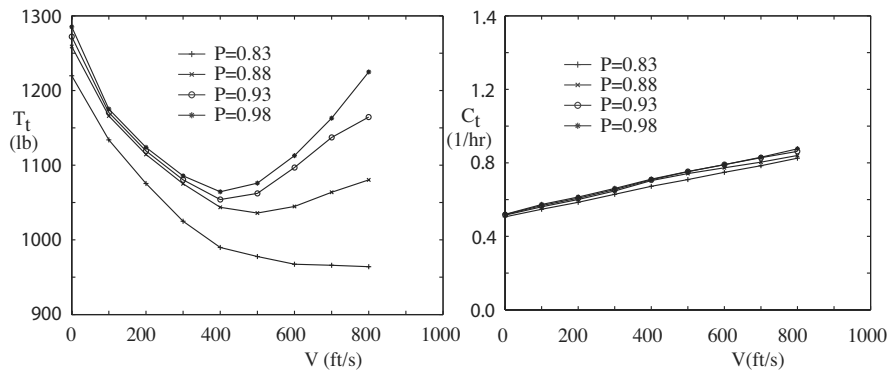 1300
1200
1100
1000
900
T_t
(lb)
P=0.83
P=0.88
P=0.93
P=0.98
0
200
400
600
800
1000
V (ft/s)
1.4
1.2
0.8
0.4
0.0
C_t
(1/hr)
P=0.83
P=0.88
P=0.93
P=0.98
0
200
400
600
800
1000
V(ft/s)